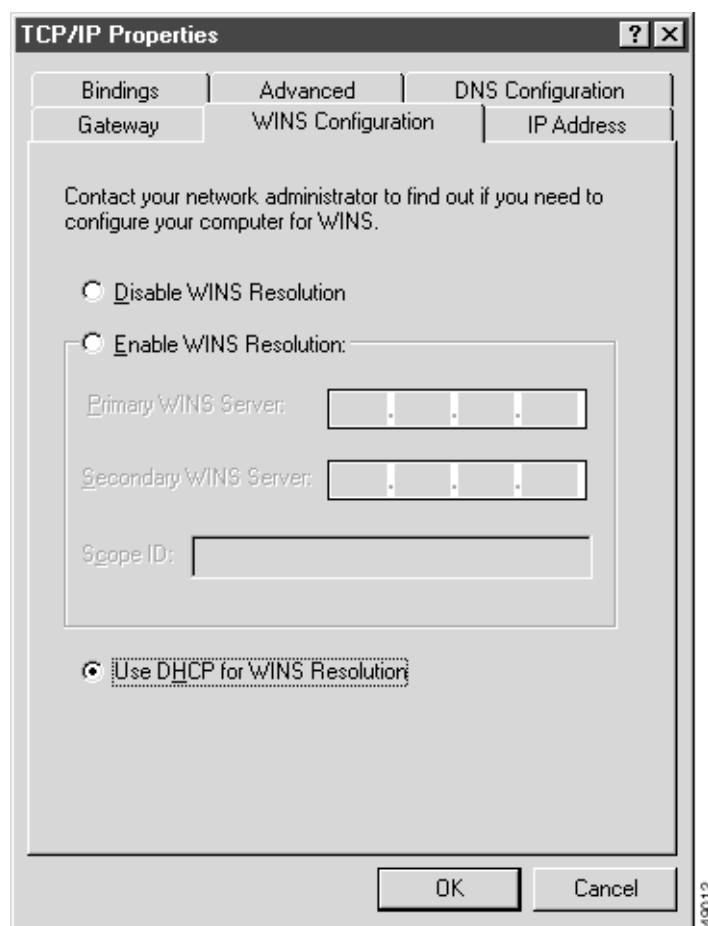 TCP/IP Properties
? X
Bindings Advanced DNS Configuration
Gateway WINS Configuration IP Address
Contact your network administrator to find out if you need to
configure your computer for WINS.
Disable WINS Resolution
Enable WINS Resolution:
Primary WINS Server: . . .
Secondary WINS Server: . . .
Scope ID:
Use DHCP for WINS Resolution
OK Cancel
49013